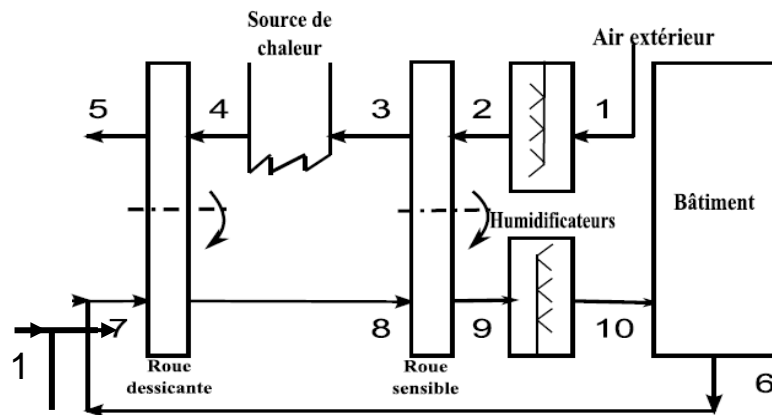 Source de
chaleur
Air extérieur
5
4
3
2
1
Humidificateurs
Bâtiment
1
7
8
9
10
6
Roue
dessicante
Roue
sensible